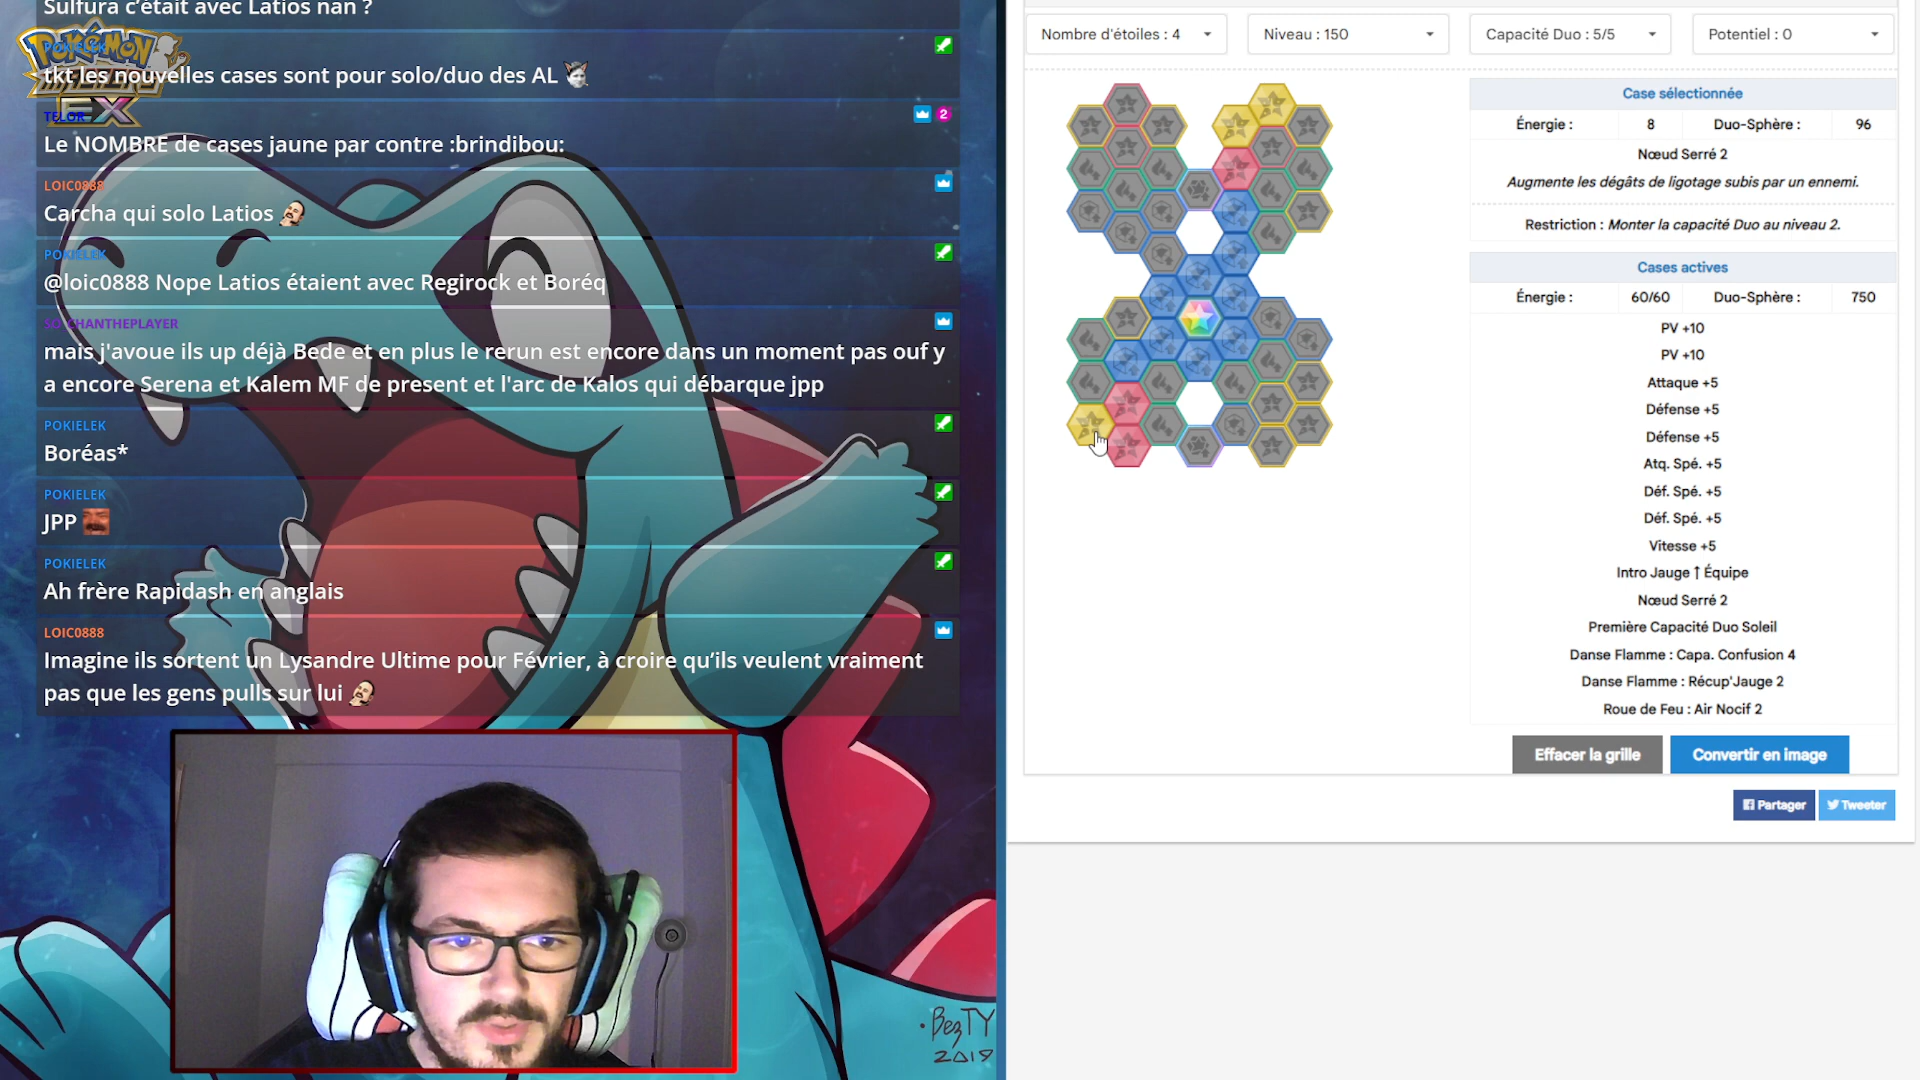 Sulfura c'était avec Latios nan ?
POKIELEK
tkt les nouvelles cases sont pour solo/duo des AL
POKÉMON
EX
TELOR
2
Le NOMBRE de cases jaune par contre :brindibou:
LOIC0888
Carcha qui solo Latios
POKIELEK
@loic0888 Nope Latios étaient avec Regirock et Boréq
CHANTHEPLAYER
mais j'avoue ils up déjà Bede et en plus le rerun est encore dans un moment pas ouf y
a encore Serena et Kalem MF de present et l'arc de Kalos qui débarque jpp
POKIELEK
Boréas*
POKIELEK
JPP
POKIELEK
Ah frère Rapidash en anglais
LOIC0888
Imagine ils sortent un Lysandre Ultime pour Février, à croire qu'ils veulent vraiment
pas que les gens pulls sur lui
BezTY
2019
Nombre d'étoiles : 4
Niveau : 150
Capacité Duo : 5/5
Potentiel : 0
Case sélectionnée
Énergie : 8 Duo-Sphère : 96
Nœud Serré 2
Augmente les dégâts de ligotage subis par un ennemi.
Restriction : Monter la capacité Duo au niveau 2.
Cases actives
Énergie : 60/60 Duo-Sphère : 750
PV +10
PV +10
Attaque +5
Défense +5
Défense +5
Atq. Spé. +5
Déf. Spé. +5
Déf. Spé. +5
Vitesse +5
Intro Jauge ↑ Équipe
Nœud Serré 2
Première Capacité Duo Soleil
Danse Flamme : Capa. Confusion 4
Danse Flamme : Récup'Jauge 2
Roue de Feu : Air Nocif 2
Effacer la grille
Convertir en image
Partager
Tweeter